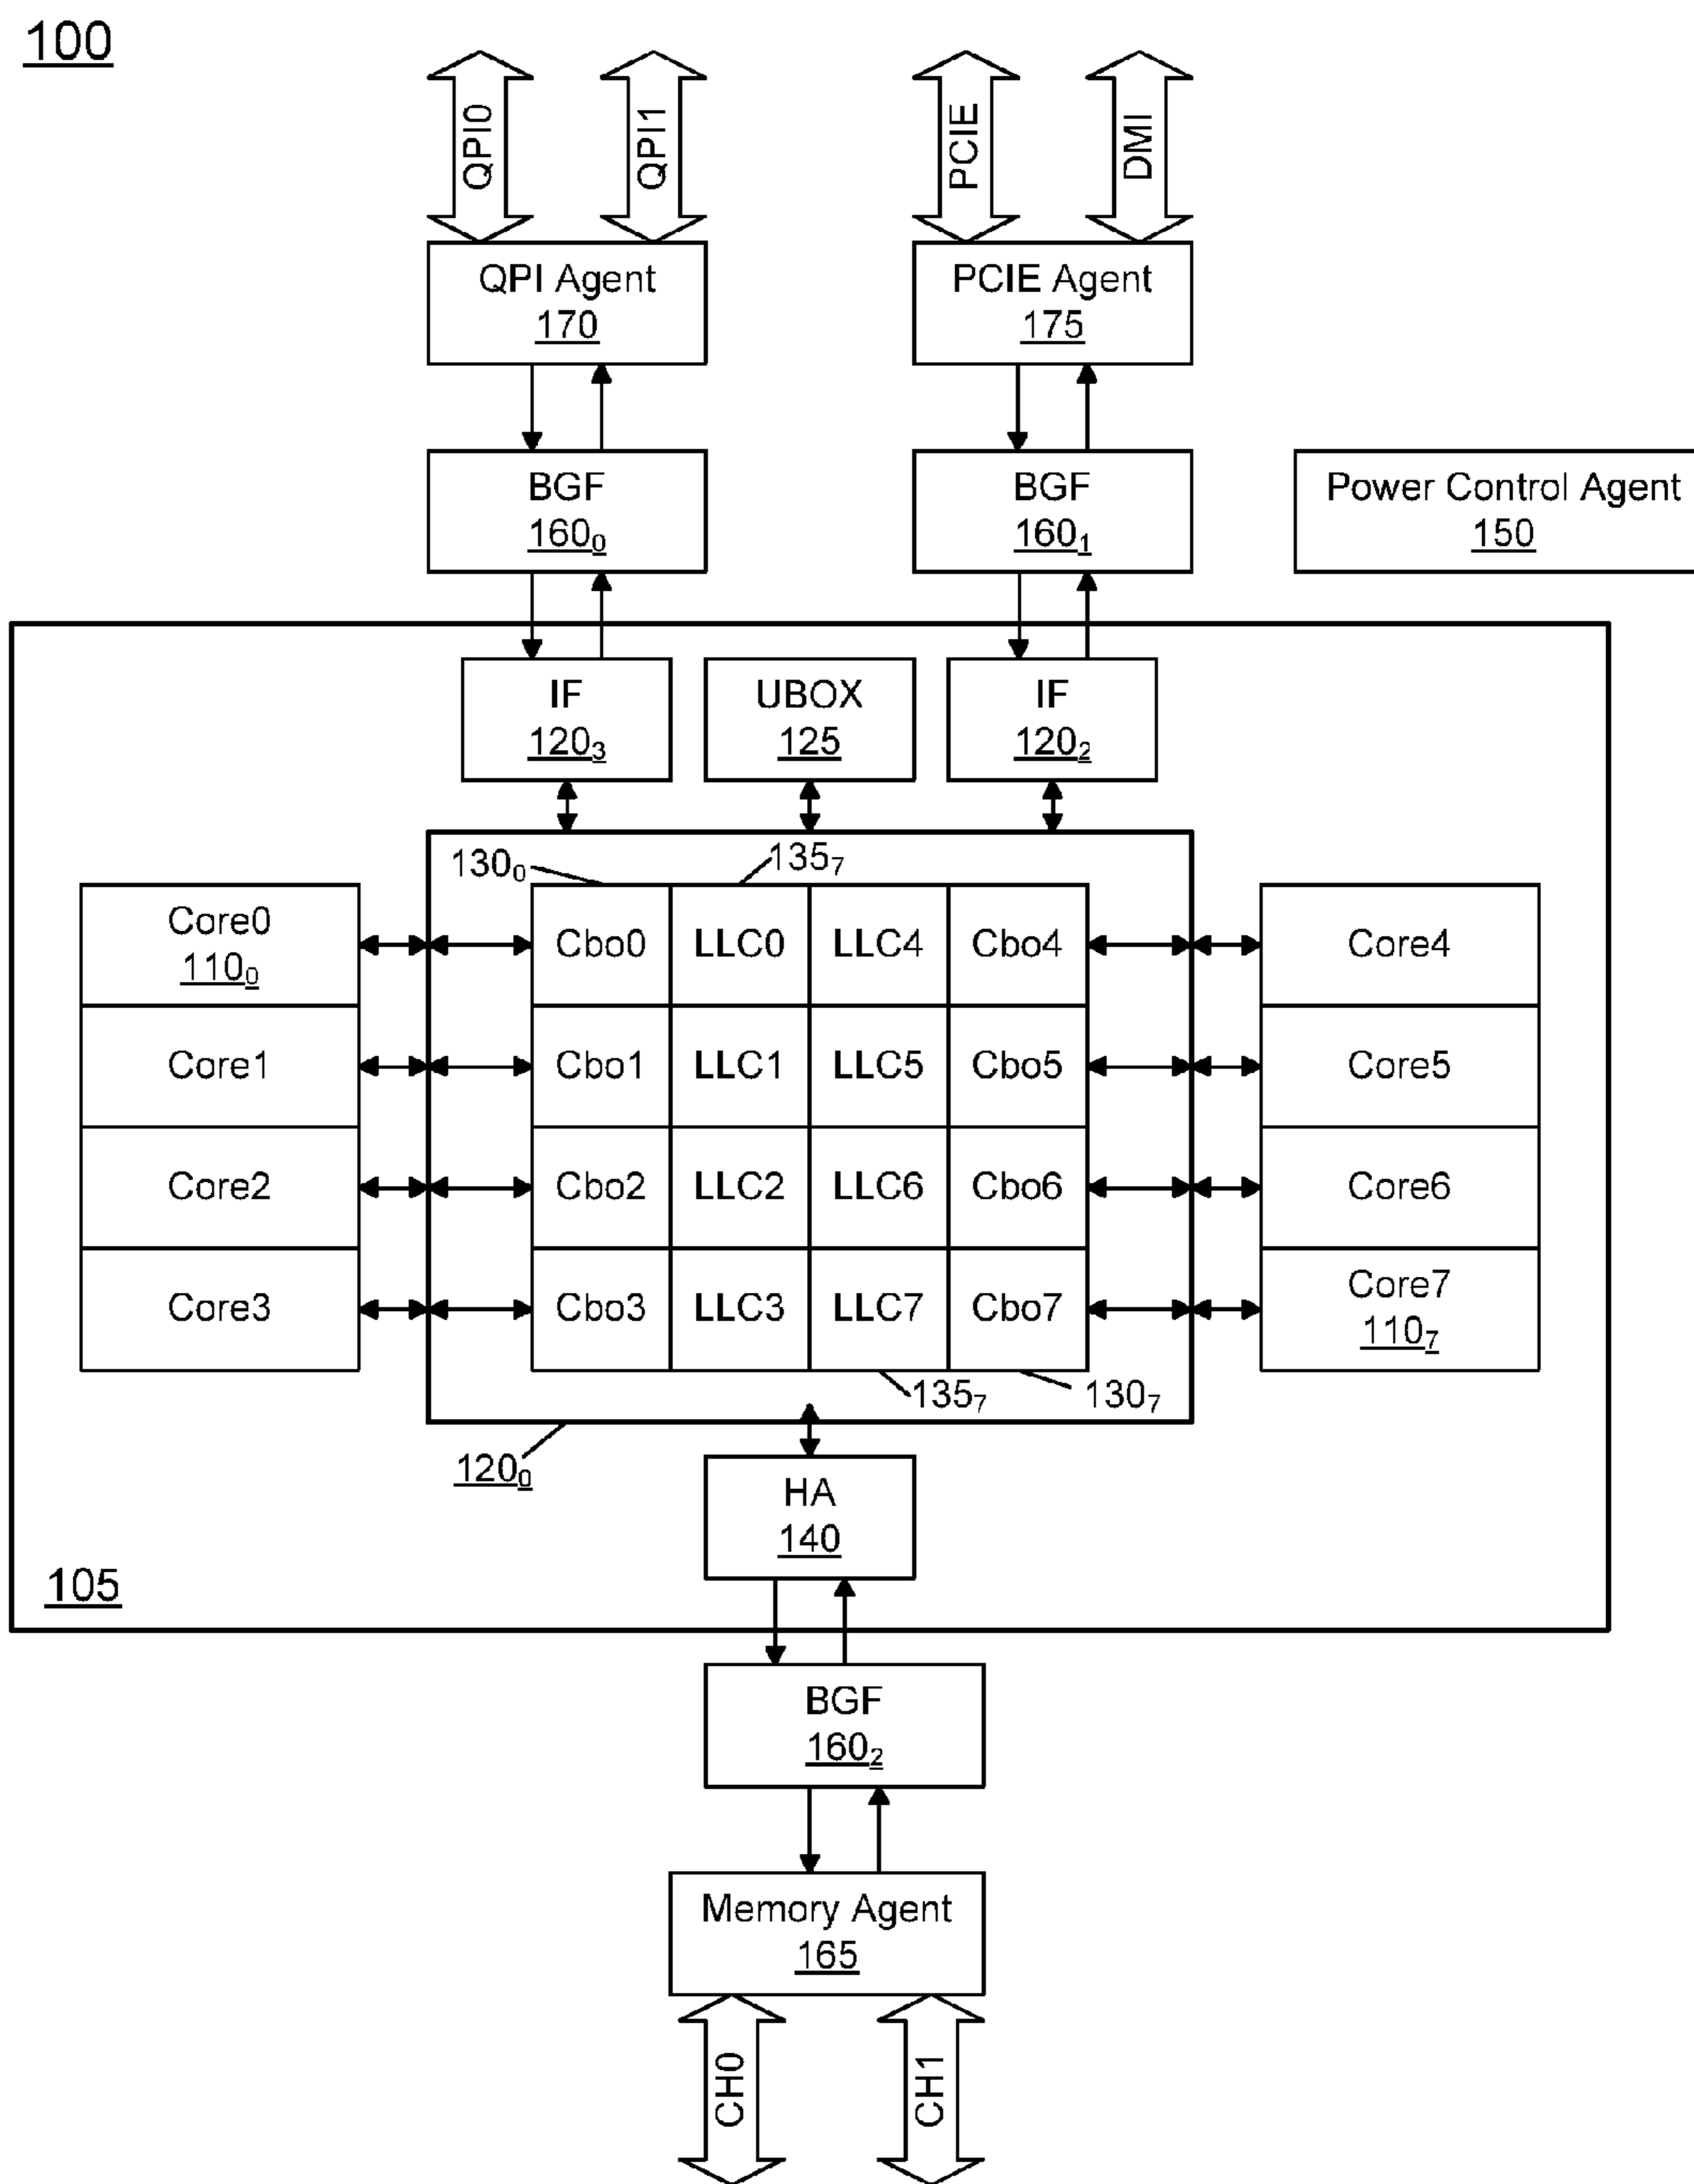 100
QPI0
QPI1
PCIE
DMI
QPI Agent
170
PCIE Agent
175
BGF
160₀
BGF
160₁
Power Control Agent
150
IF
120₃
UBOX
125
IF
120₂
130₀
135₇
Core0
110₀
Cbo0
LLC0
LLC4
Cbo4
Core4
Core1
Cbo1
LLC1
LLC5
Cbo5
Core5
Core2
Cbo2
LLC2
LLC6
Cbo6
Core6
Core3
Cbo3
LLC3
LLC7
Cbo7
Core7
110₇
135₇
130₇
120₀
HA
140
105
BGF
160₂
Memory Agent
165
CH0
CH1